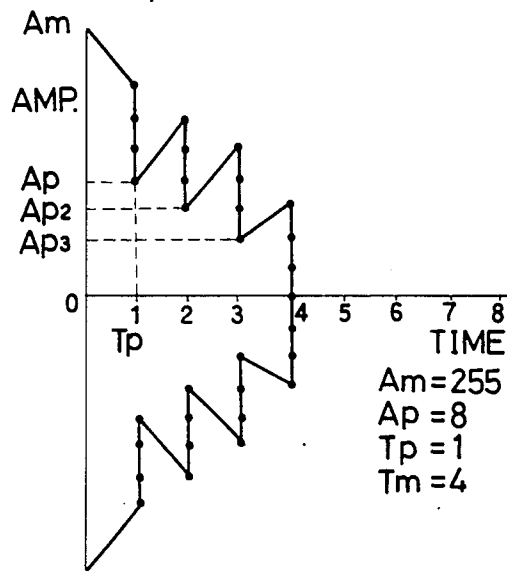 Am
AMP.
Ap
Ap2
Ap3
0 1 2 3 4 5 6 7 8
Tp TIME
Am=255
Ap=8
Tp=1
Tm=4